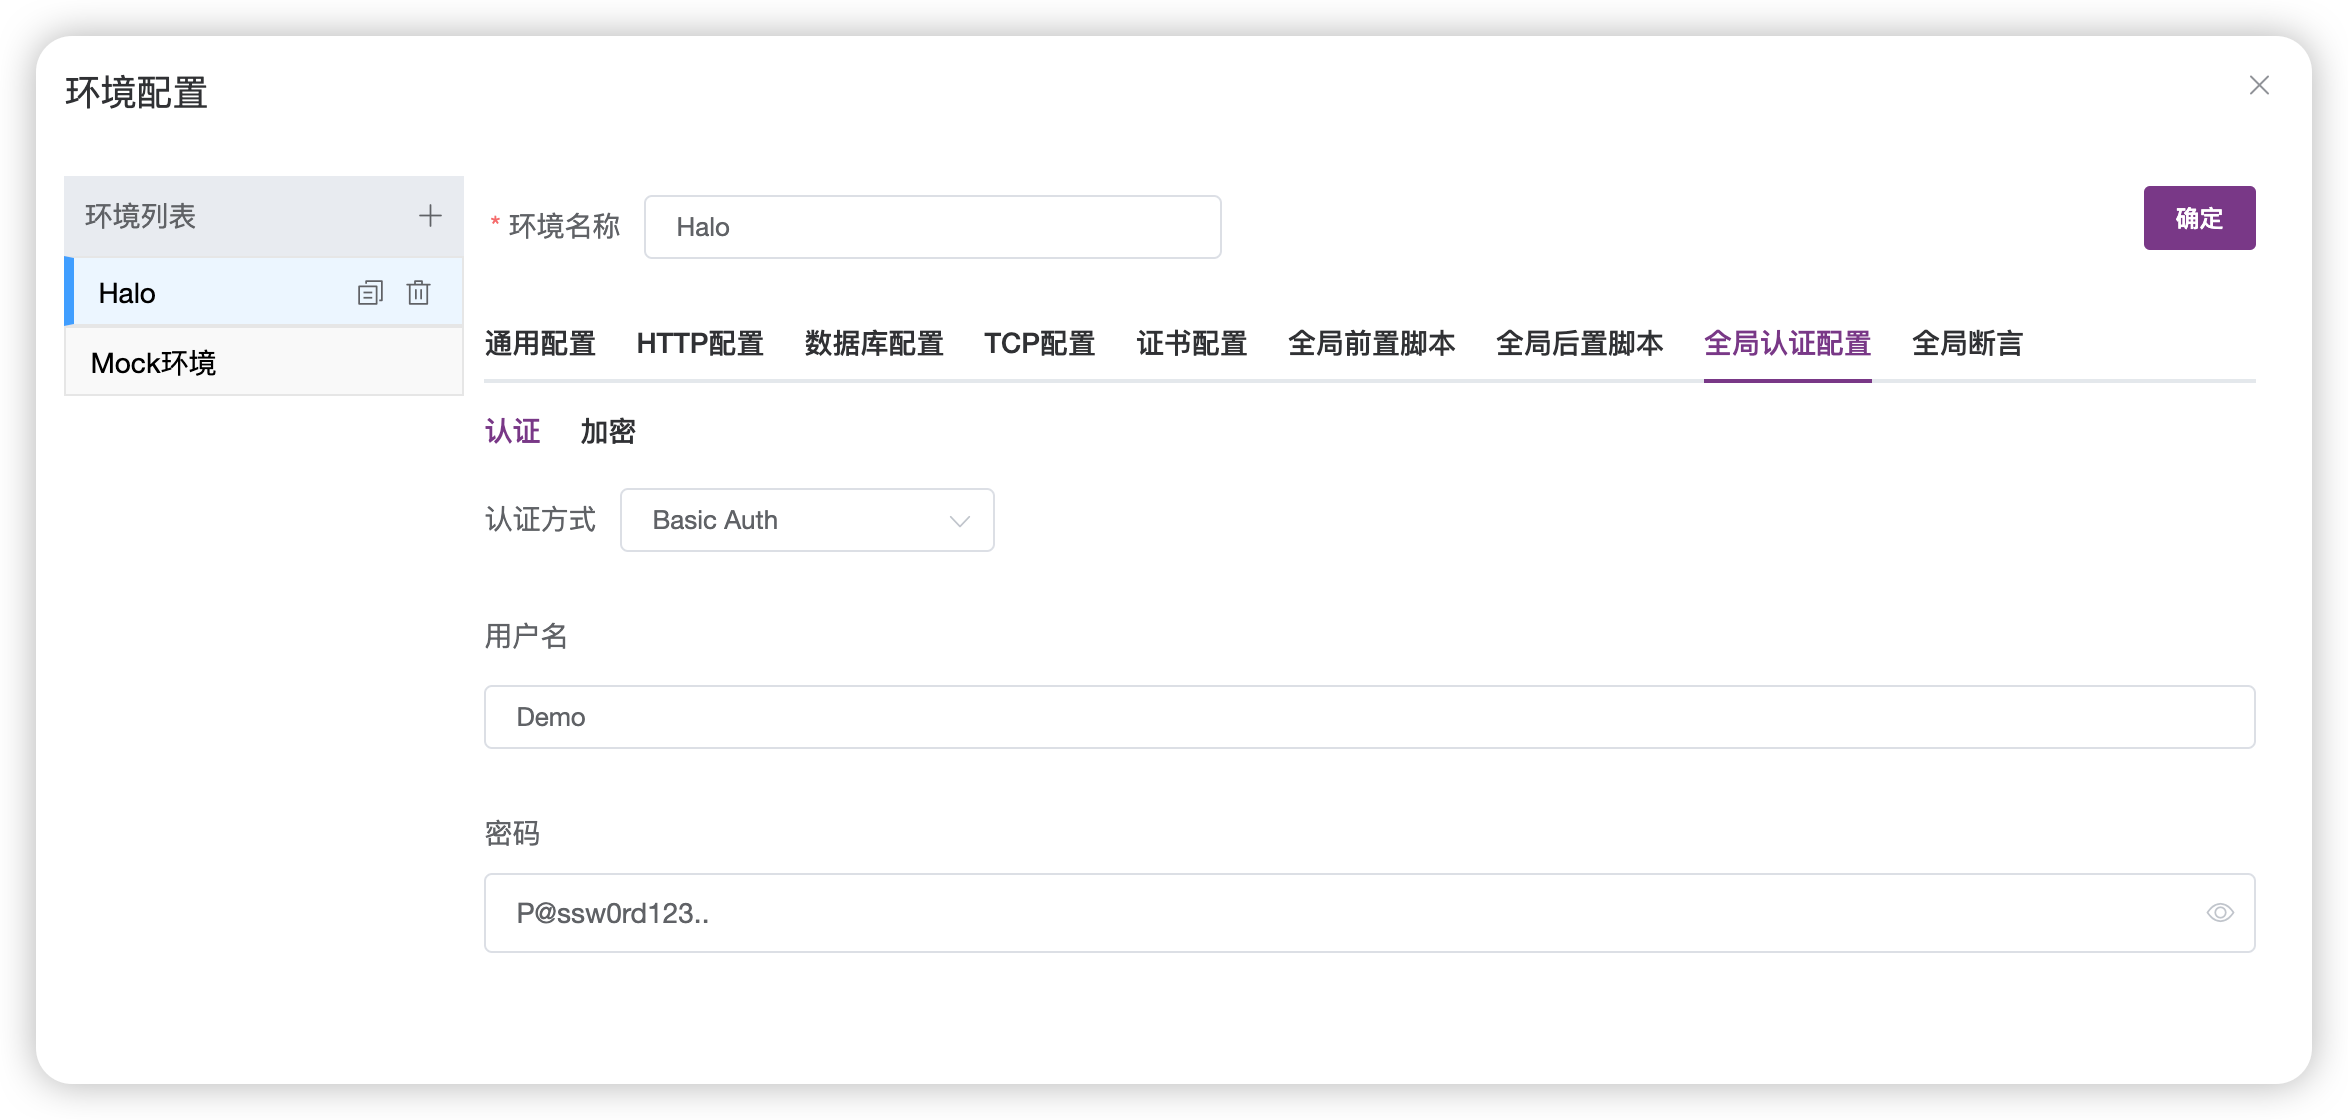 环境配置
环境列表
Halo
Mock环境
* 环境名称 Halo
确定
通用配置 HTTP配置 数据库配置 TCP配置 证书配置 全局前置脚本 全局后置脚本 全局认证配置 全局断言
认证 加密
认证方式 Basic Auth
用户名
Demo
密码
P@ssw0rd123..